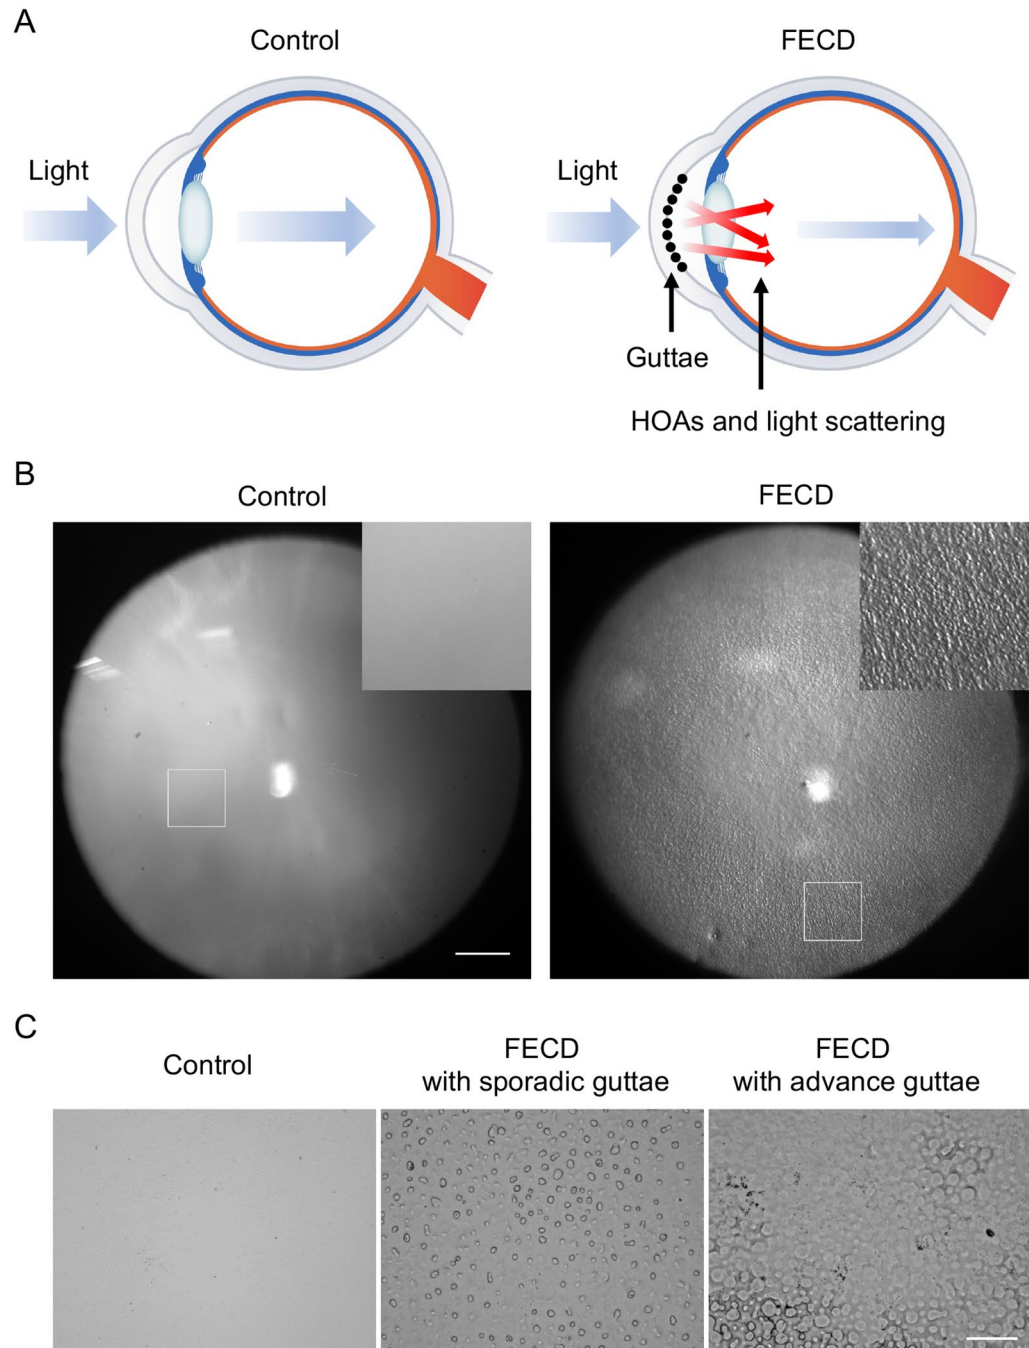 A
Control
FECD
Light
Light
Guttae
HOAs and light scattering
B
Control
FECD
C
Control
FECD
with sporadic guttae
FECD
with advance guttae